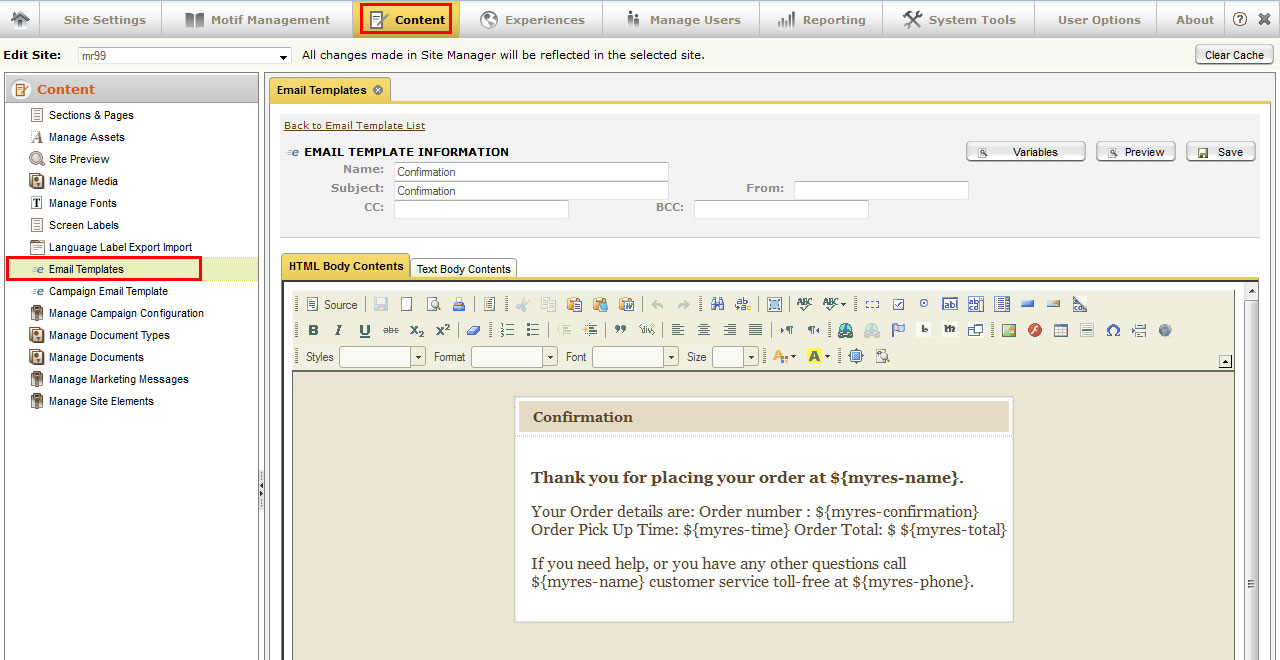 Site Settings Motif Management Content Experiences Manage Users Reporting System Tools User Options About ?
Edit Site: mr99 All changes made in Site Manager will be reflected in the selected site. Clear Cache
Content
Sections & Pages
Manage Assets
Site Preview
Manage Media
Manage Fonts
Screen Labels
Language Label Export Import
Email Templates
Campaign Email Template
Manage Campaign Configuration
Manage Document Types
Manage Documents
Manage Marketing Messages
Manage Site Elements
Email Templates
Back to Email Template List
EMAIL TEMPLATE INFORMATION Variables Preview Save
Name: Confirmation
Subject: Confirmation From:
CC: BCC:
HTML Body Contents Text Body Contents
Source
Styles Format Font Size
Confirmation
Thank you for placing your order at ${myres-name}.
Your Order details are: Order number : ${myres-confirmation}
Order Pick Up Time: ${myres-time} Order Total: $ ${myres-total}
If you need help, or you have any other questions call
${myres-name} customer service toll-free at ${myres-phone}.